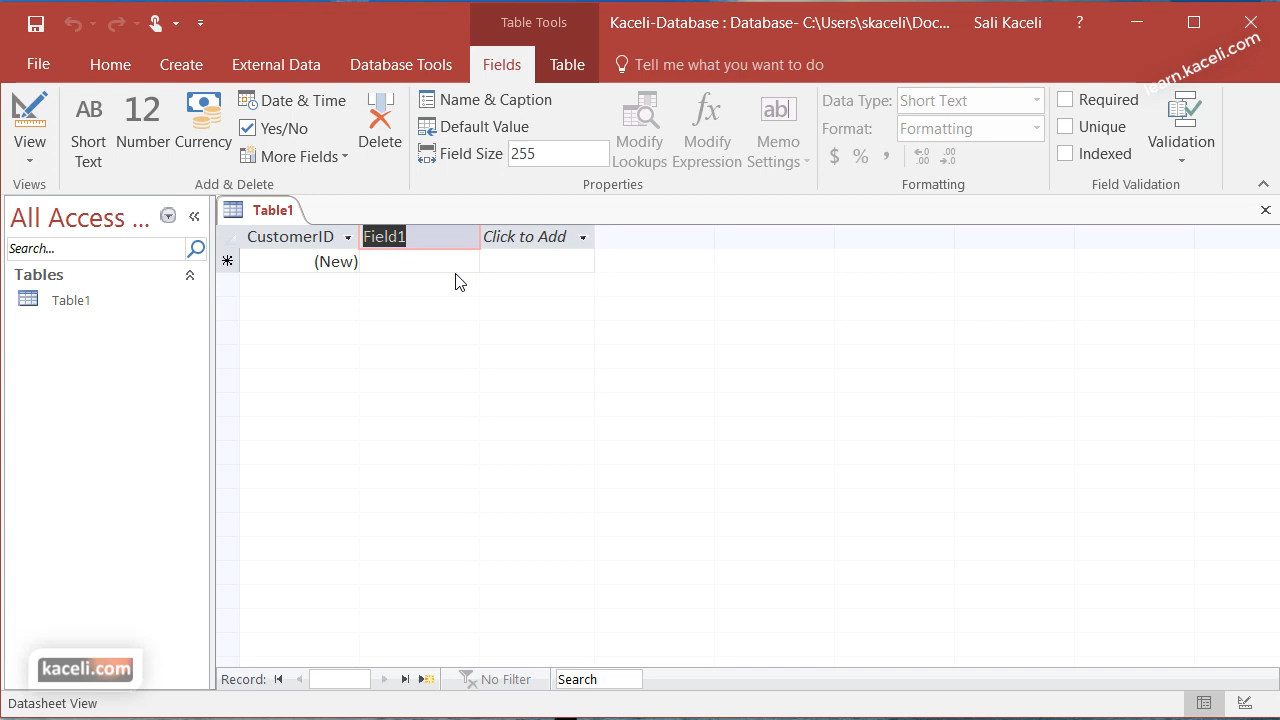 Table Tools
Kaceli-Database : Database- C:\Users\skaceli\Doc...
Sali Kaceli
?
File
Home
Create
External Data
Database Tools
Fields
Table
Tell me what you want to do
learn.kaceli.com
View
Views
AB
Short
Text
12
Number
Currency
Date & Time
Yes/No
More Fields
Delete
Add & Delete
Name & Caption
Default Value
Field Size
255
Modify
Lookups
fx
Modify
Expression
ab|
Memo
Settings
Properties
Data Type:
Short Text
Format:
Formatting
$ % ,
.00
.0
.00
Formatting
Required
Unique
Indexed
Validation
Field Validation
All Access ...
Search...
Tables
Table1
Table1
CustomerID
Field1
Click to Add
(New)
Record:
No Filter
Search
kaceli.com
Datasheet View